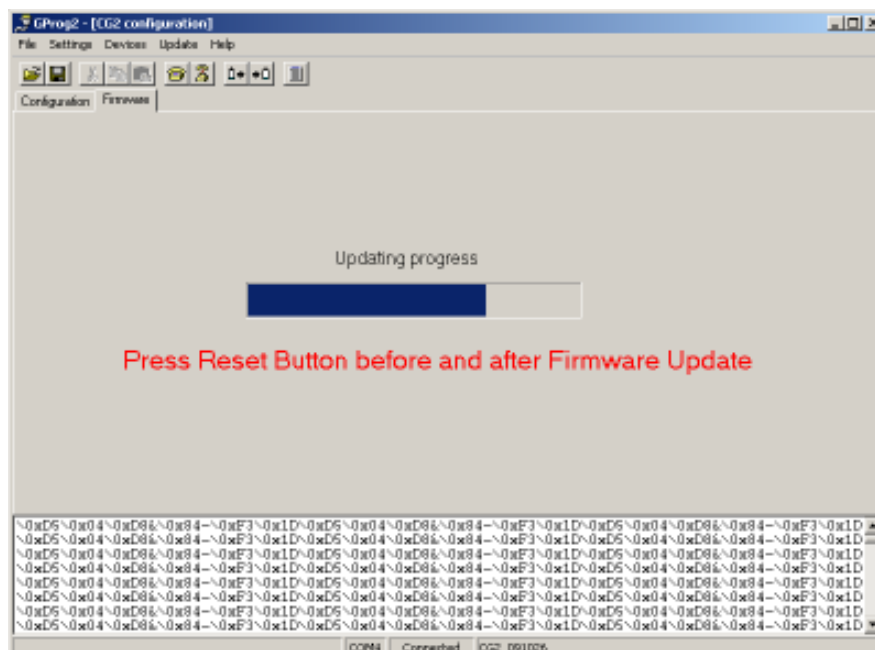 GProg2 - [CG2 configuration]
File Settings Devices Update Help
Configuration Firmware
Updating progress
Press Reset Button before and after Firmware Update
\0xD5\0x04\0xD8&\0x84-\0xF3\0x1D\0xD5\0x04\0xD8&\0x84-\0xF3\0x1D\0xD5\0x04\0xD8&\0x84-\0xF3\0x1D
\0xD5\0x04\0xD8&\0x84-\0xF3\0x1D\0xD5\0x04\0xD8&\0x84-\0xF3\0x1D\0xD5\0x04\0xD8&\0x84-\0xF3\0x1D
\0xD5\0x04\0xD8&\0x84-\0xF3\0x1D\0xD5\0x04\0xD8&\0x84-\0xF3\0x1D\0xD5\0x04\0xD8&\0x84-\0xF3\0x1D
\0xD5\0x04\0xD8&\0x84-\0xF3\0x1D\0xD5\0x04\0xD8&\0x84-\0xF3\0x1D\0xD5\0x04\0xD8&\0x84-\0xF3\0x1D
\0xD5\0x04\0xD8&\0x84-\0xF3\0x1D\0xD5\0x04\0xD8&\0x84-\0xF3\0x1D\0xD5\0x04\0xD8&\0x84-\0xF3\0x1D
\0xD5\0x04\0xD8&\0x84-\0xF3\0x1D\0xD5\0x04\0xD8&\0x84-\0xF3\0x1D\0xD5\0x04\0xD8&\0x84-\0xF3\0x1D
\0xD5\0x04\0xD8&\0x84-\0xF3\0x1D\0xD5\0x04\0xD8&\0x84-\0xF3\0x1D\0xD5\0x04\0xD8&\0x84-\0xF3\0x1D
\0xD5\0x04\0xD8&\0x84-\0xF3\0x1D\0xD5\0x04\0xD8&\0x84-\0xF3\0x1D\0xD5\0x04\0xD8&\0x84-\0xF3\0x1D
COM4 Connected CG2_091026